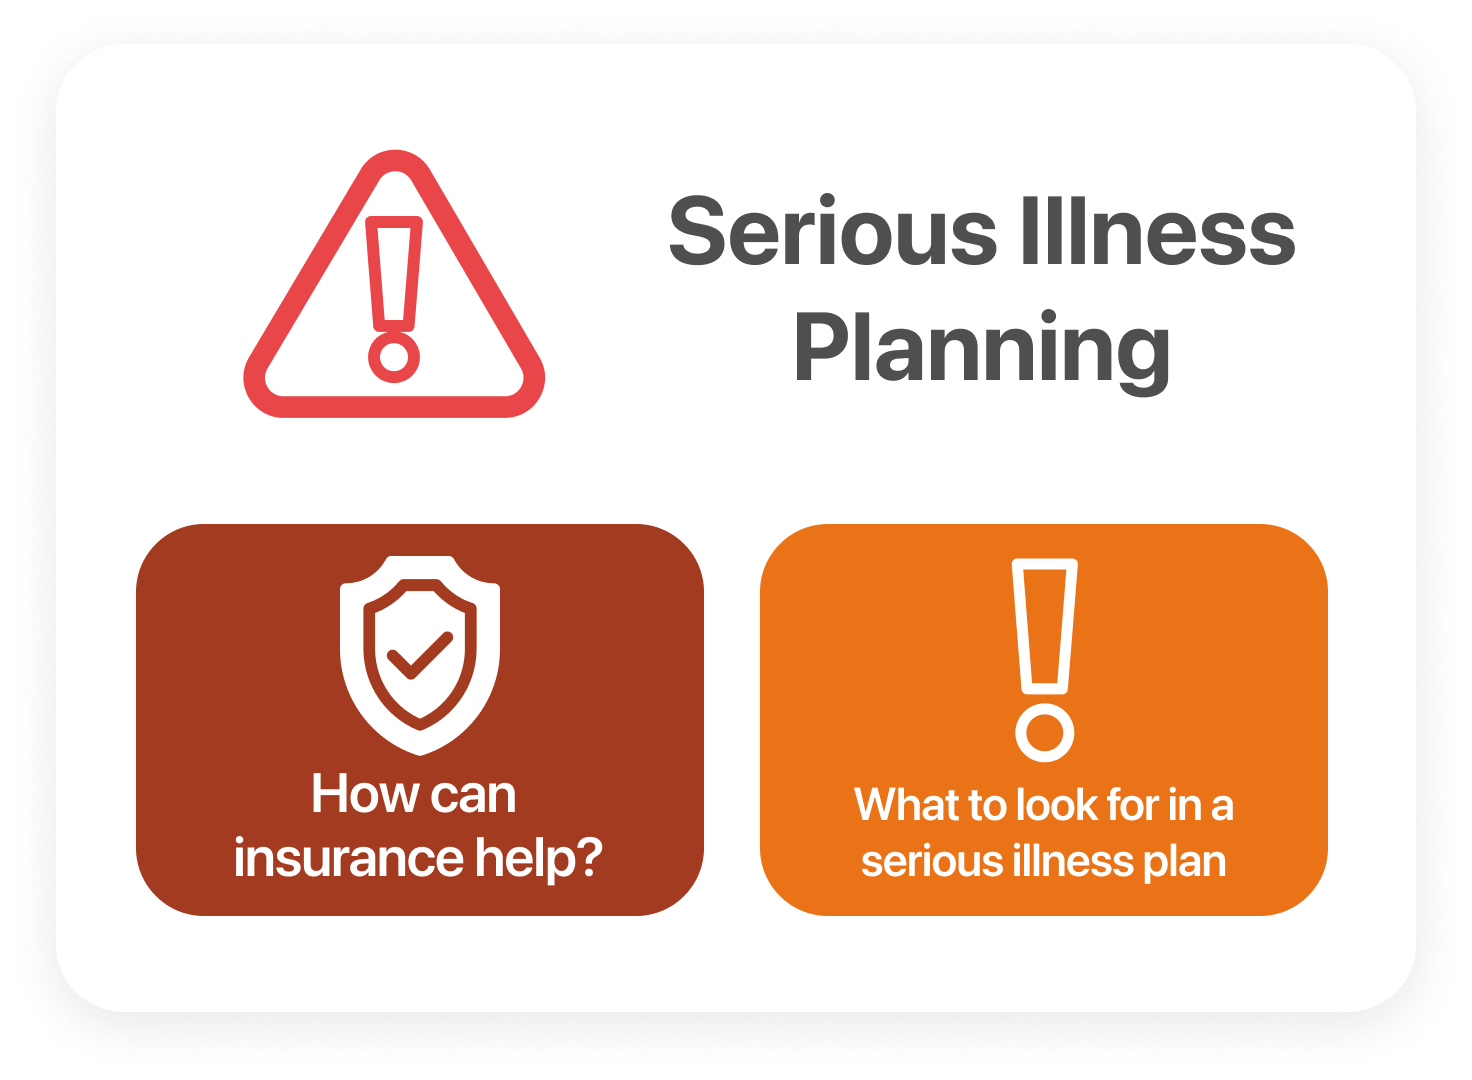 Serious Illness
Planning
How can
insurance help?
What to look for in a
serious illness plan